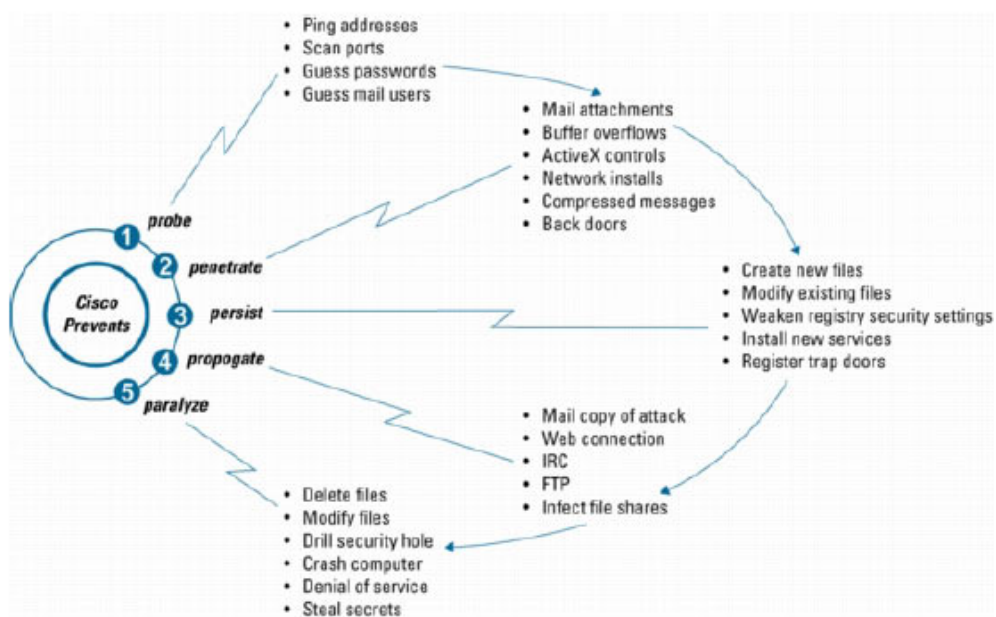 • Ping addresses
• Scan ports
• Guess passwords
• Guess mail users
• Mail attachments
• Buffer overflows
• ActiveX controls
• Network installs
• Compressed messages
• Back doors
1 probe
2 penetrate
Cisco
Prevents
3 persist
4 propogate
5 paralyze
• Create new files
• Modify existing files
• Weaken registry security settings
• Install new services
• Register trap doors
• Mail copy of attack
• Web connection
• IRC
• FTP
• Infect file shares
• Delete files
• Modify files
• Drill security hole
• Crash computer
• Denial of service
• Steal secrets